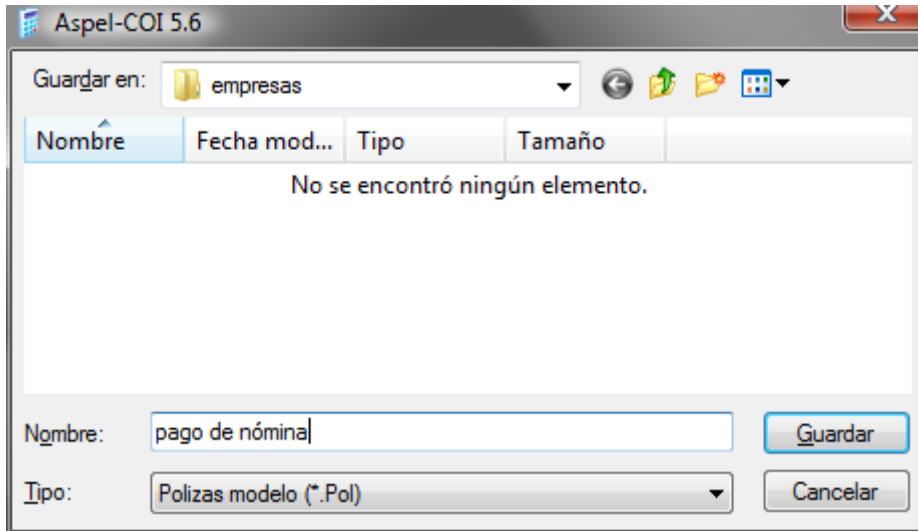 Aspel-COI 5.6
Guardar en: empresas
Nombre Fecha mod... Tipo Tamaño
No se encontró ningún elemento.
Nombre: pago de nómina Guardar
Tipo: Polizas modelo (*.Pol) Cancelar